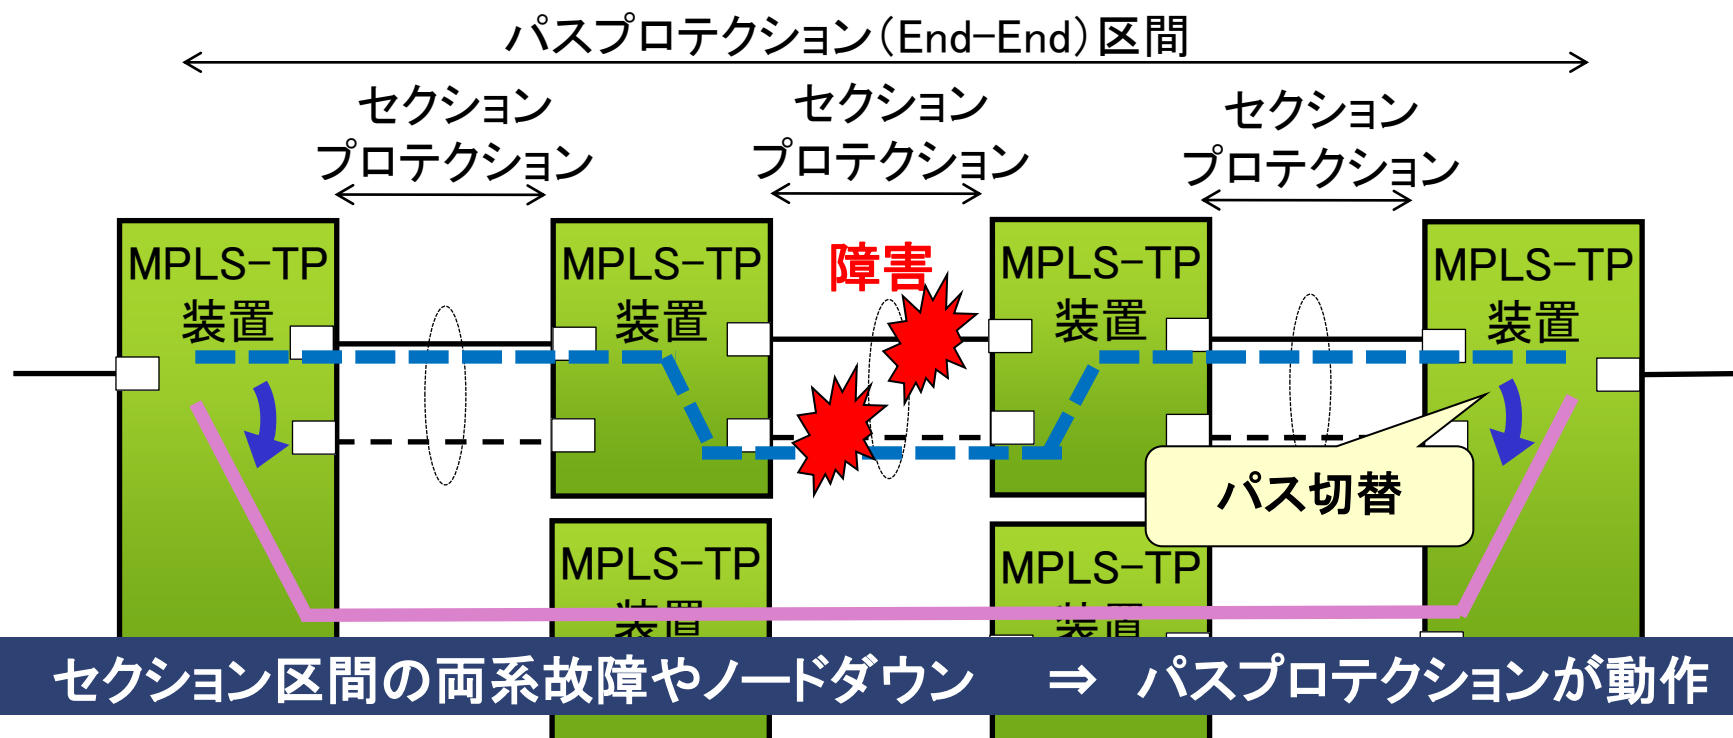 パスプロテクション(End-End)区間
セクション
プロテクション
セクション
プロテクション
セクション
プロテクション
MPLS-TP
装置
MPLS-TP
装置
障害
MPLS-TP
装置
MPLS-TP
装置
パス切替
MPLS-TP
装置
MPLS-TP
装置
セクション区間の両系故障やノードダウン ⇒ パスプロテクションが動作